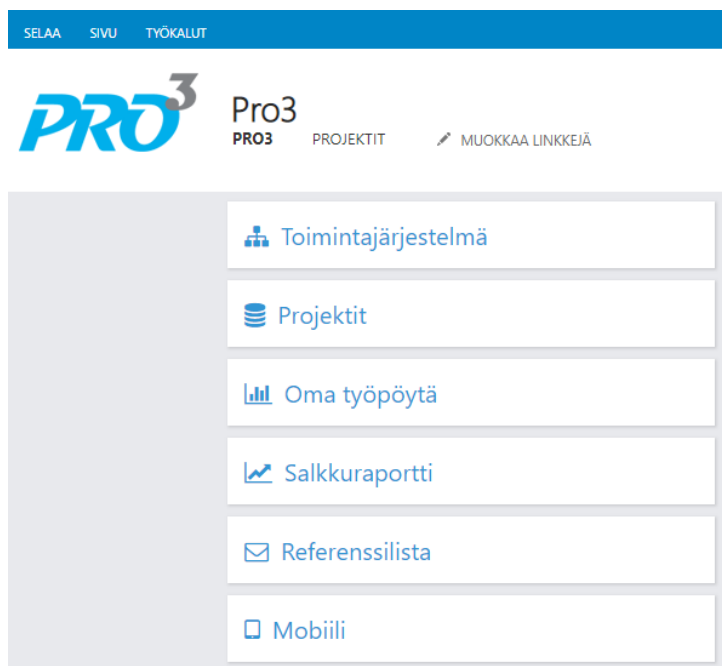 SELAA SIVU TYÖKALUT
PRO3
Pro3
PRO3 PROJEKTIT MUOKKAA LINKKEJÄ
Toimintajärjestelmä
Projektit
Oma työpöytä
Salkkuraportti
Referenssilista
Mobiili